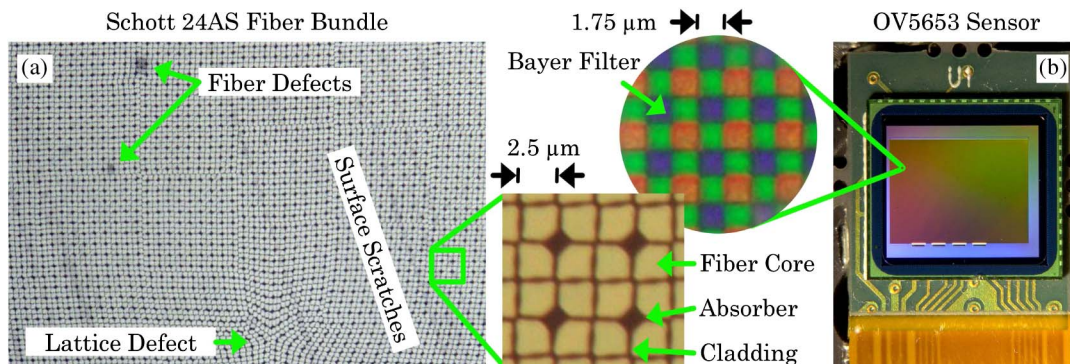 Schott 24AS Fiber Bundle
1.75 µm
OV5653 Sensor
(a)
Fiber Defects
Bayer Filter
U1
(b)
2.5 µm
Surface Scratches
Fiber Core
Absorber
Lattice Defect
Cladding